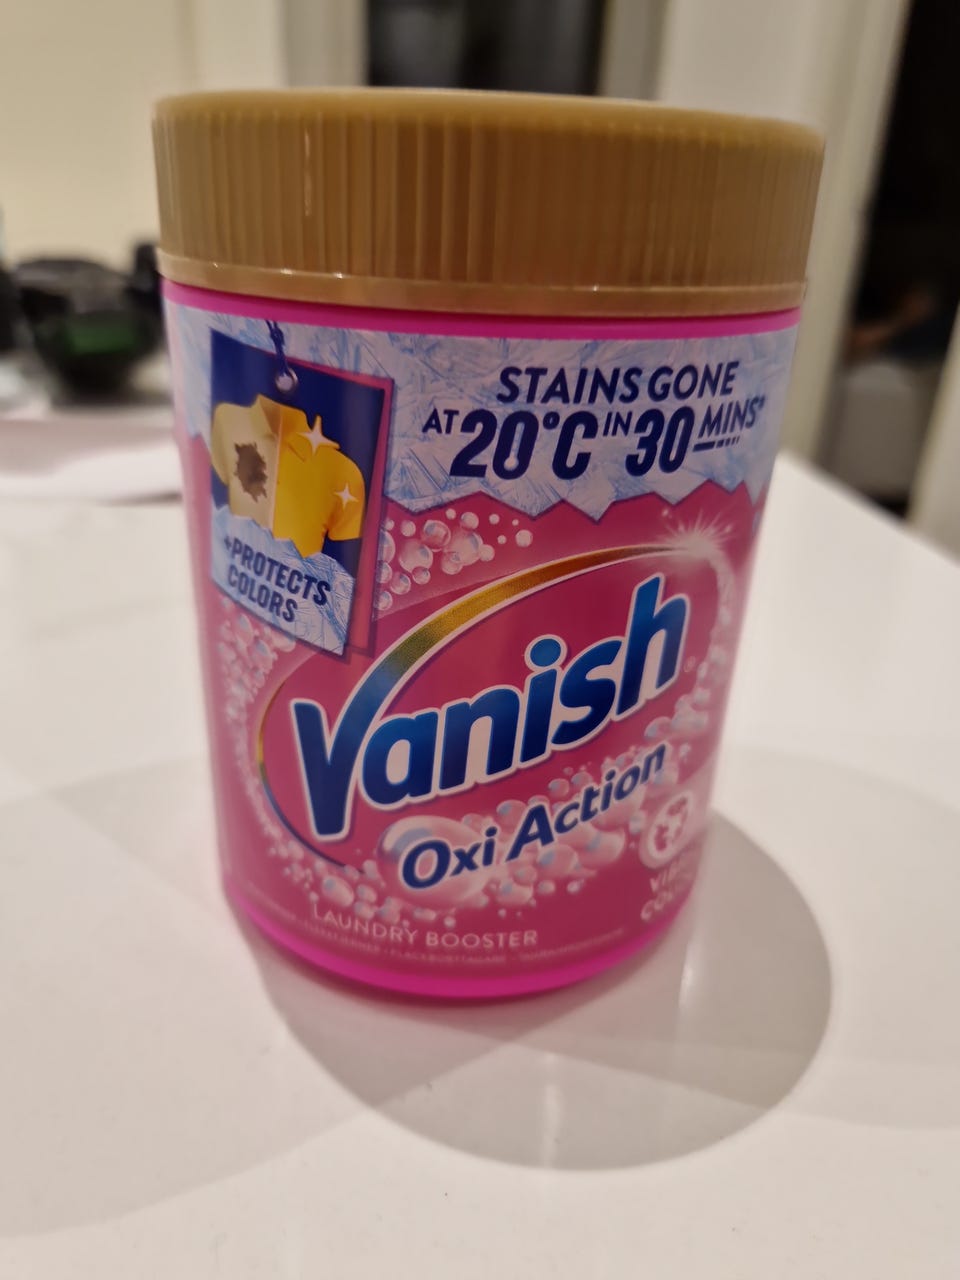 STAINS GONE
AT 20°C IN 30 MINS*
+PROTECTS
COLORS
Vanish®
Oxi Action
LAUNDRY BOOSTER